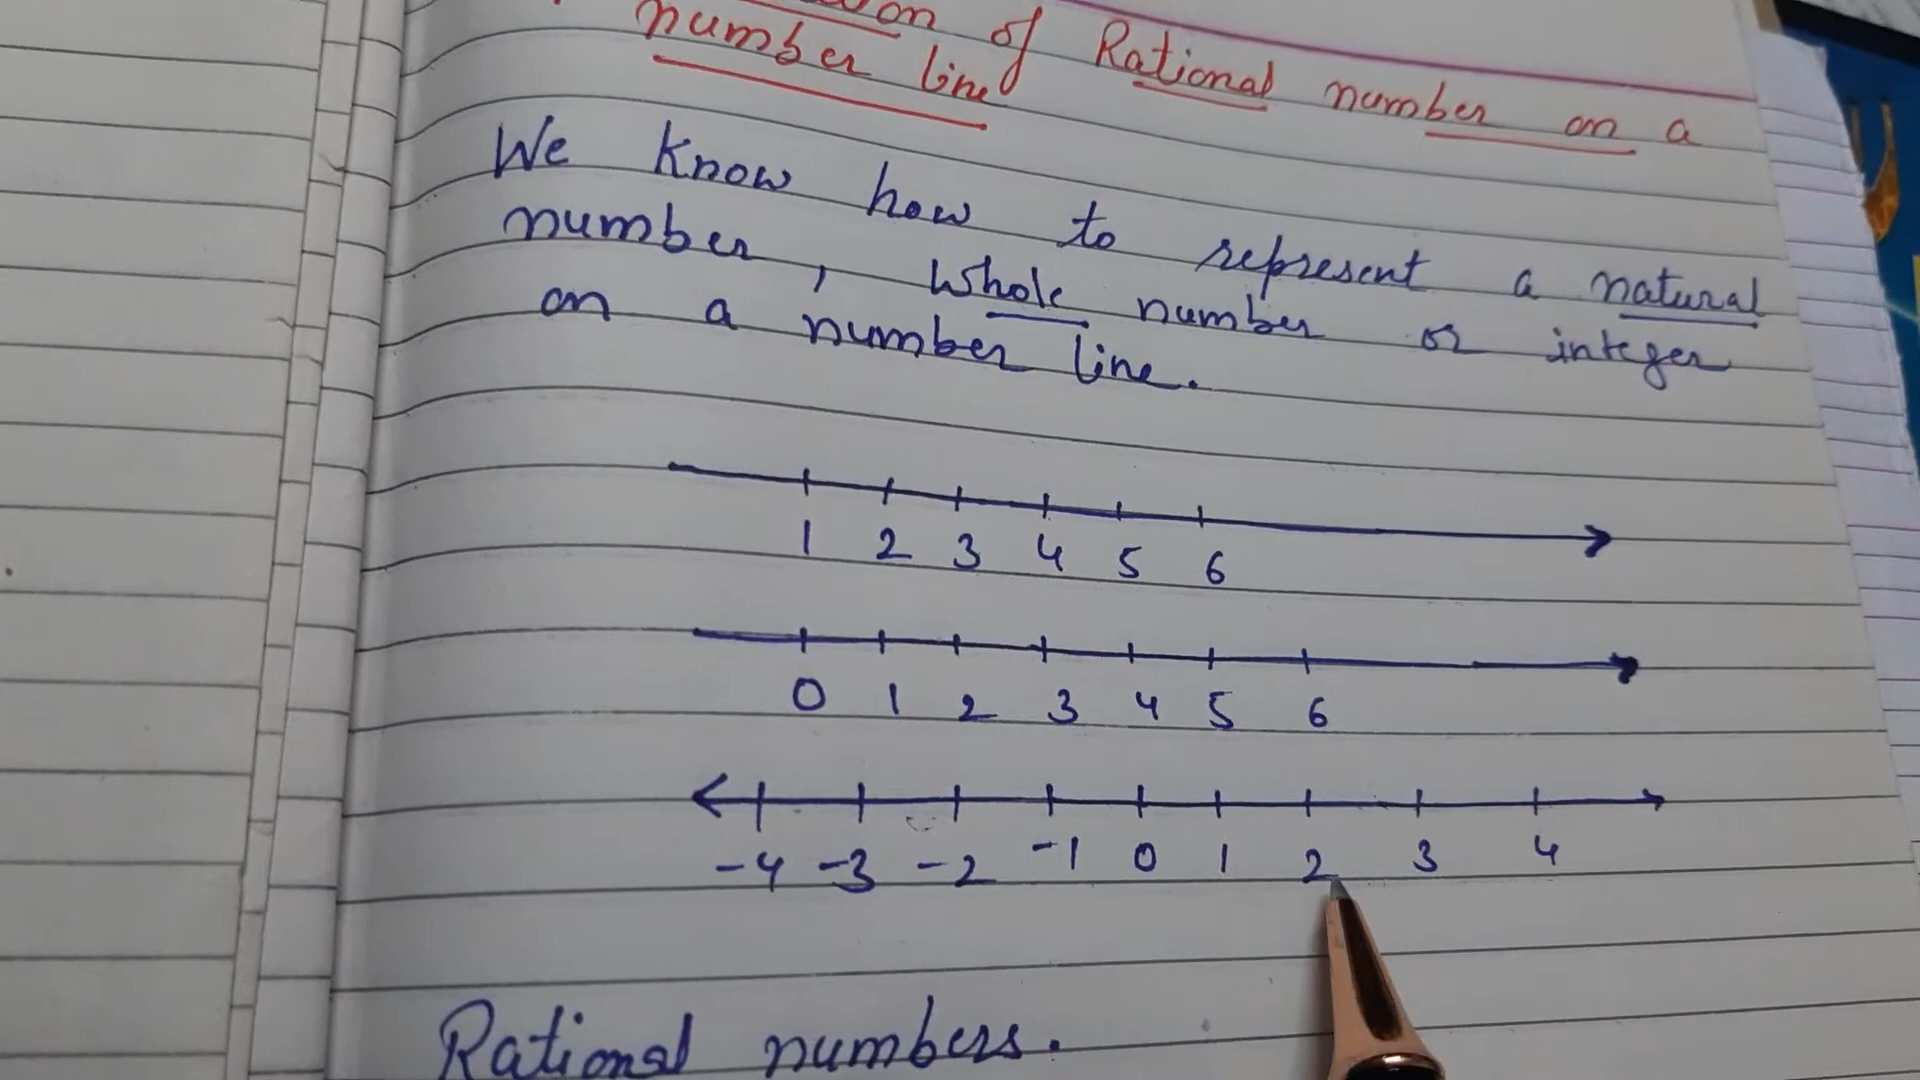 of Rational number on a
number line
We know how to represent a natural
number, whole number or integer
on a number line.
1 2 3 4 5 6
0 1 2 3 4 5 6
-4 -3 -2 -1 0 1 2 3 4
Rational numbers.